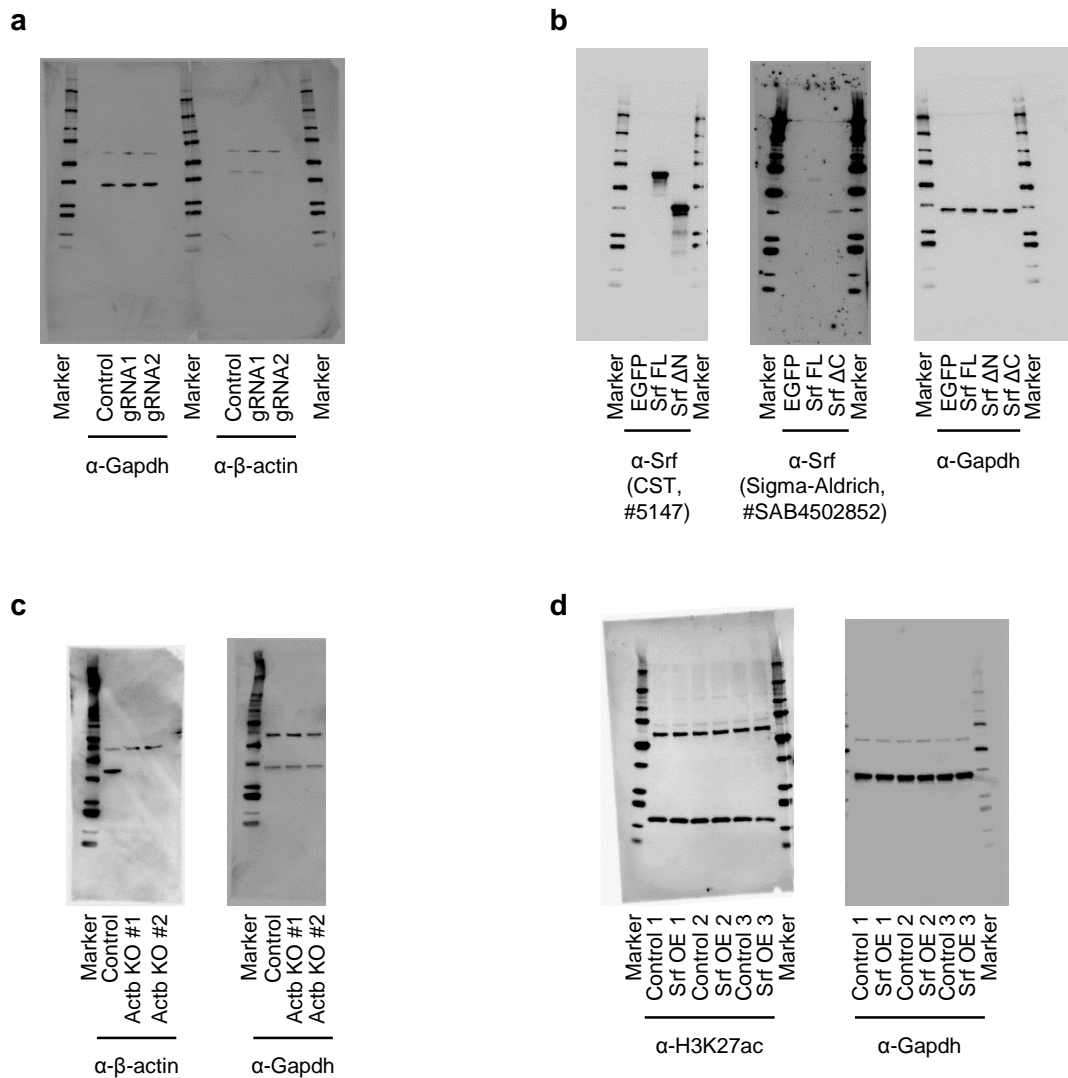 a
Marker
Control
gRNA1
gRNA2
Marker
Control
gRNA1
gRNA2
Marker
α-Gapdh
α-β-actin
b
Marker
EGFP
Srf FL
Srf ΔN
Marker
Marker
EGFP
Srf FL
Srf ΔC
Marker
Marker
EGFP
Srf FL
Srf ΔN
Srf ΔC
Marker
α-Srf
(CST,
#5147)
α-Srf
(Sigma-Aldrich,
#SAB4502852)
α-Gapdh
c
Marker
Control
Actb KO #1
Actb KO #2
Marker
Control
Actb KO #1
Actb KO #2
α-β-actin
α-Gapdh
d
Marker
Control 1
Srf OE 1
Control 2
Srf OE 2
Control 3
Srf OE 3
Marker
Control 1
Srf OE 1
Control 2
Srf OE 2
Control 3
Srf OE 3
Marker
α-H3K27ac
α-Gapdh